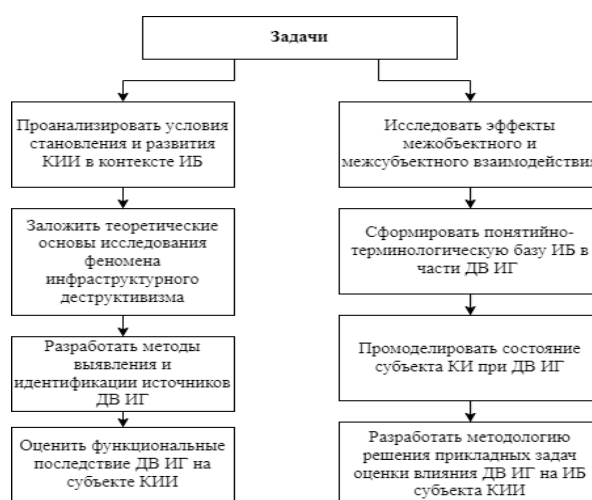 Задачи
Проанализировать условия
становления и развития
КИИ в контексте ИБ
Заложить теоретические
основы исследования
феномена
инфраструктурного
деструктивизма
Разработать методы
выявления и
идентификации источников
ДВ ИГ
Оценить функциональные
последствие ДВ ИГ на
субъекте КИИ
Исследовать эффекты
межобъектного и
межсубъектного взаимодействия
Сформировать понятийно-
терминологическую базу ИБ в
части ДВ ИГ
Промоделировать состояние
субъекта КИ при ДВ ИГ
Разработать методологию
решения прикладных задач
оценки влияния ДВ ИГ на ИБ
субъекта КИИ